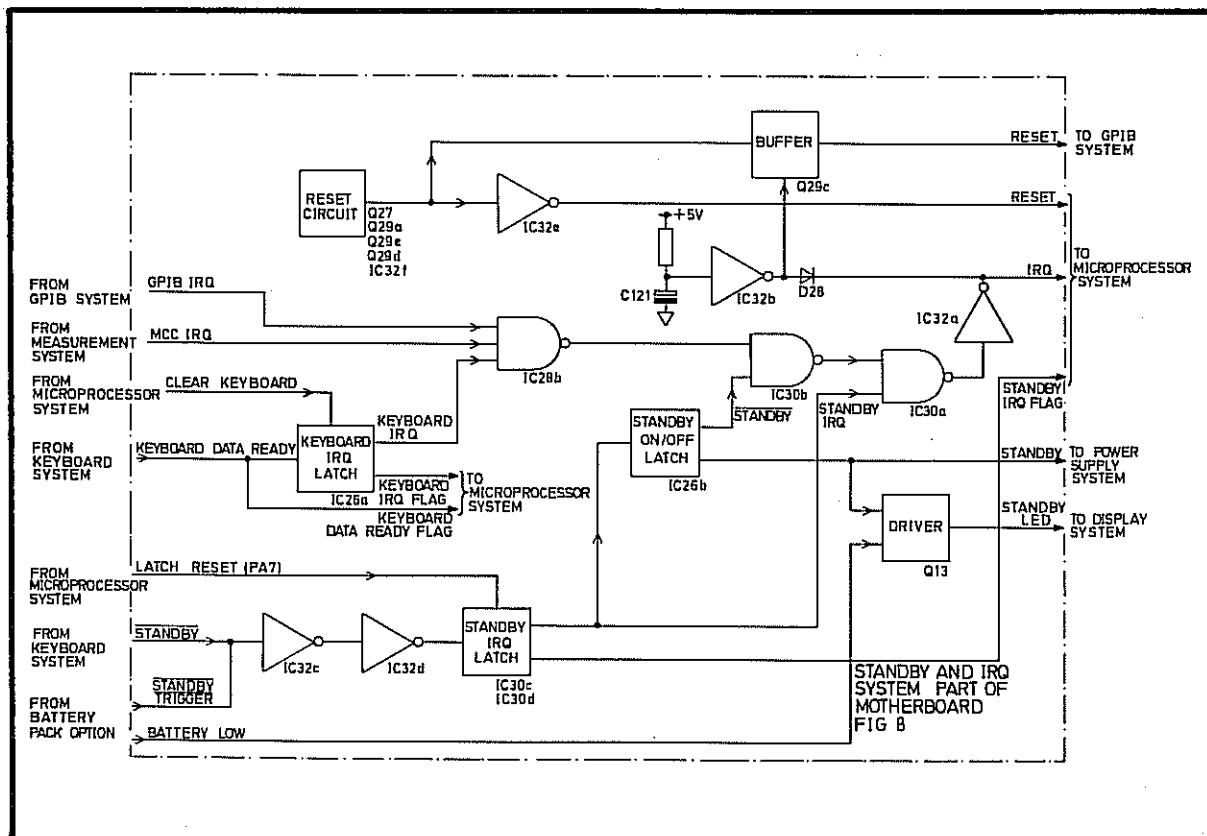 BUFFER
Q29c
RESET
TO GPIB
SYSTEM
RESET
CIRCUIT
Q27
Q29a
Q29e
Q29d
IC32f
IC32e
RESET
+5V
C121
IC32b
D28
IRQ
TO
MICROPROCESSOR
SYSTEM
IC32a
FROM
GPIB SYSTEM
GPIB IRQ
FROM
MEASUREMENT
SYSTEM
MCC IRQ
IC28b
IC30b
IC30a
FROM
MICROPROCESSOR
SYSTEM
CLEAR KEYBOARD
KEYBOARD
IRQ
STANDBY
STANDBY
IRQ
STANDBY
IRQ FLAG
FROM
KEYBOARD
SYSTEM
KEYBOARD DATA READY
KEYBOARD
IRQ
LATCH
IC26a
KEYBOARD
IRQ FLAG
KEYBOARD
DATA READY FLAG
TO
MICROPROCESSOR
SYSTEM
STANDBY
ON/OFF
LATCH
IC26b
STANDBY
TO POWER
SUPPLY
SYSTEM
DRIVER
Q13
STANDBY
LED
TO DISPLAY
SYSTEM
FROM
MICROPROCESSOR
SYSTEM
LATCH RESET (PA7)
FROM
KEYBOARD
SYSTEM
STANDBY
IC32c
IC32d
STANDBY
IRQ
LATCH
IC30c
IC30d
STANDBY
TRIGGER
FROM
BATTERY
PACK OPTION
BATTERY LOW
STANDBY AND IRQ
SYSTEM PART OF
MOTHERBOARD
FIG 8